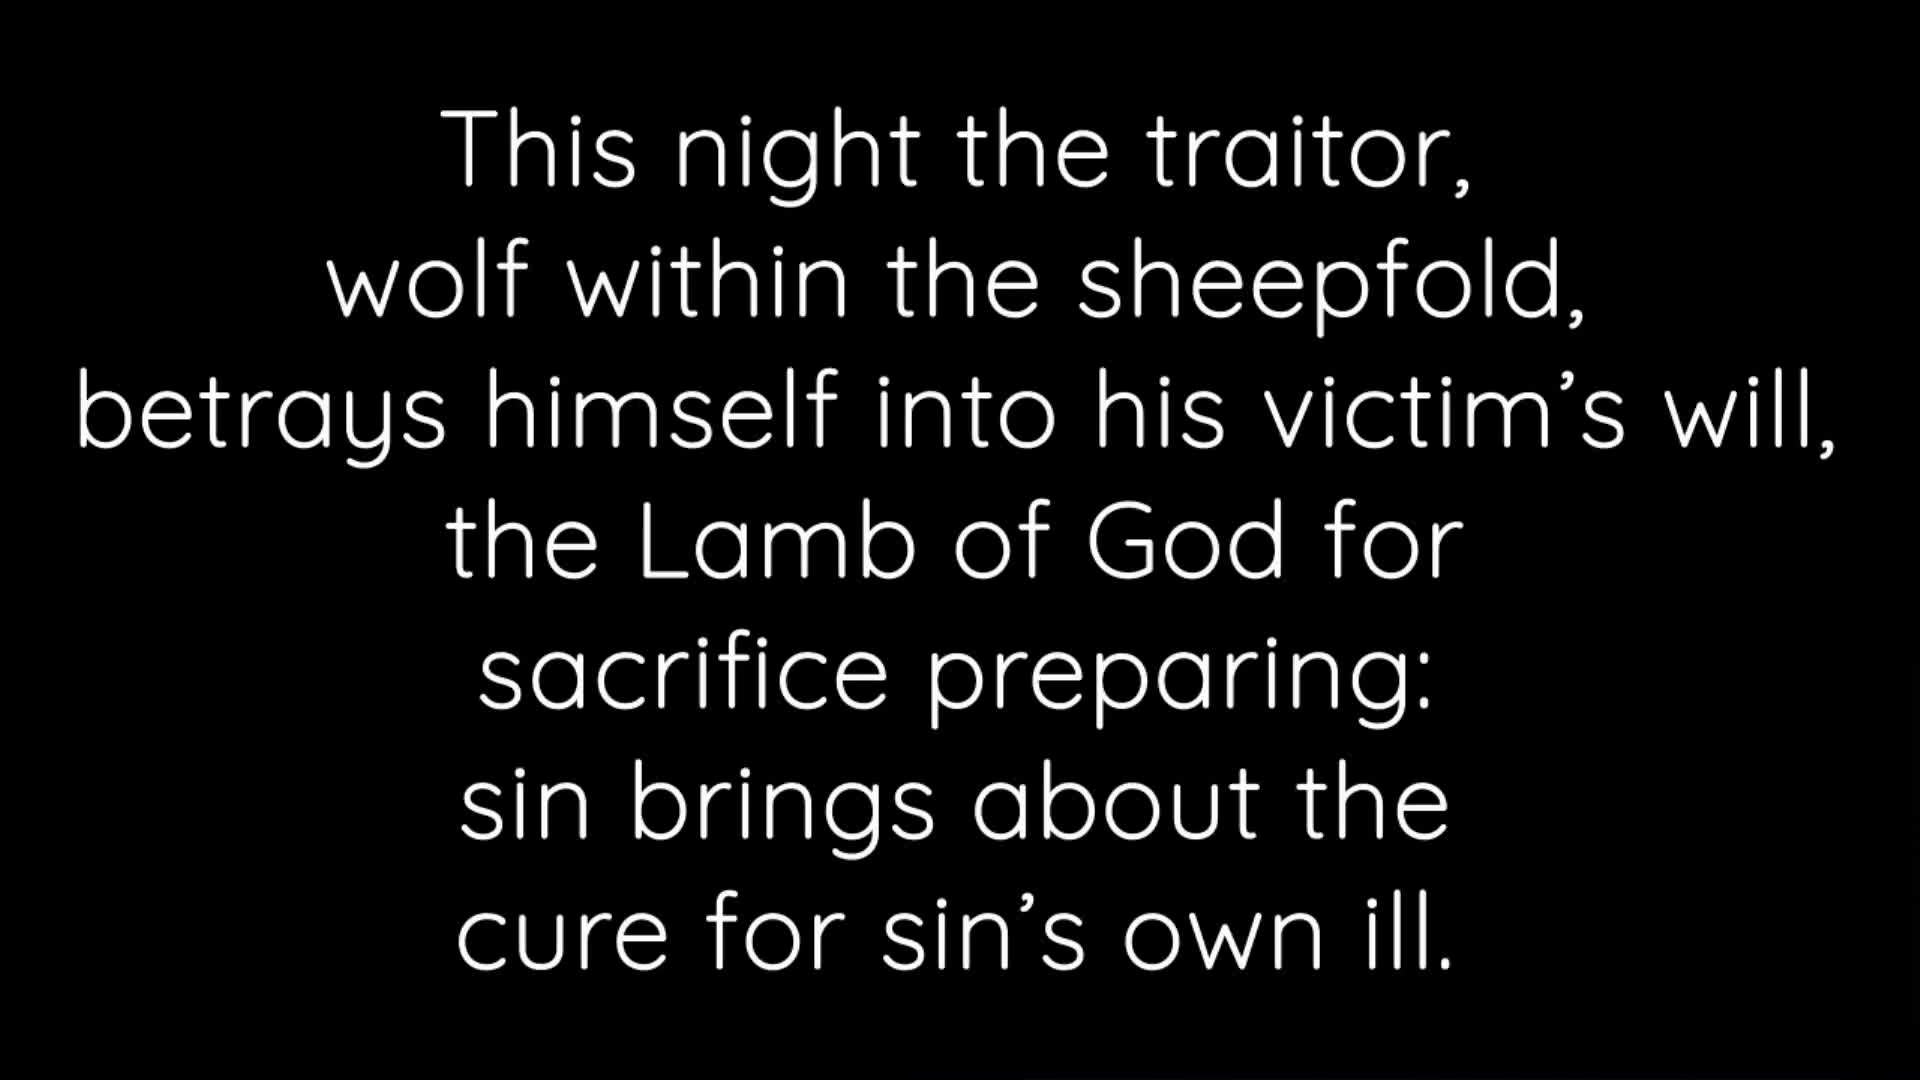 This night the traitor,
wolf within the sheepfold,
betrays himself into his victim’s will,
the Lamb of God for
sacrifice preparing:
sin brings about the
cure for sin’s own ill.